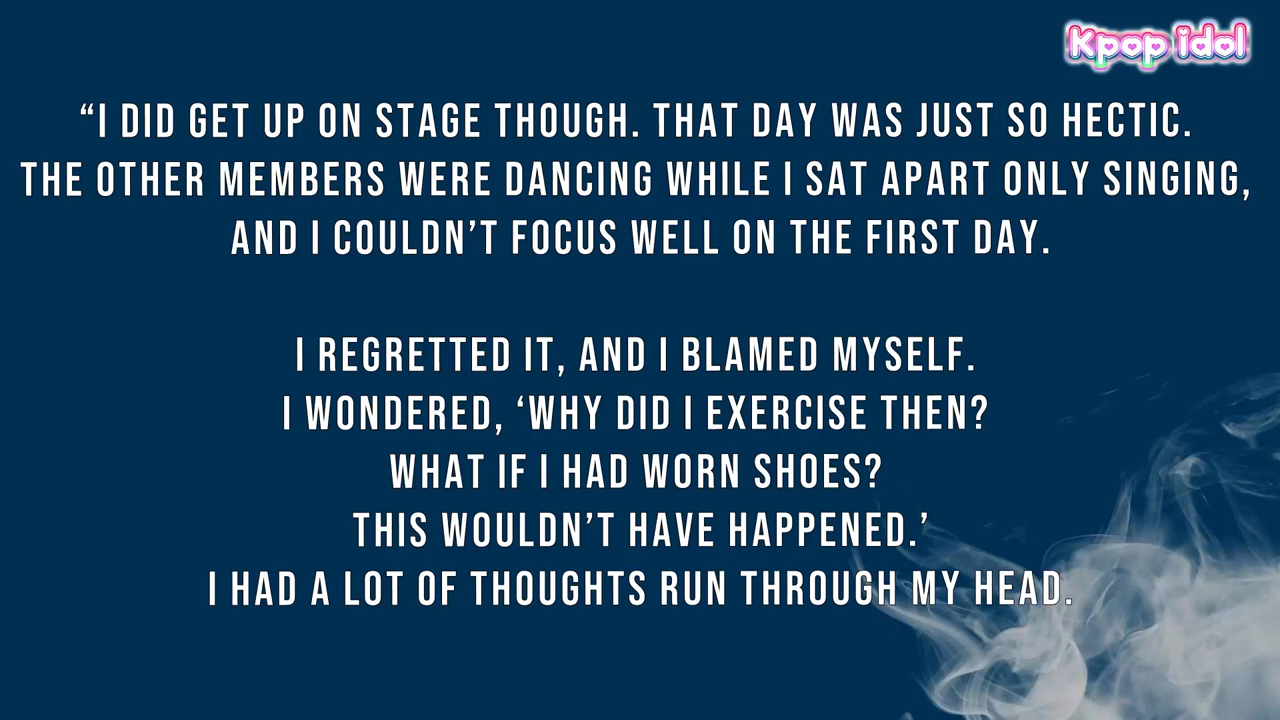 Kpop idol
“I DID GET UP ON STAGE THOUGH. THAT DAY WAS JUST SO HECTIC.
THE OTHER MEMBERS WERE DANCING WHILE I SAT APART ONLY SINGING,
AND I COULDN’T FOCUS WELL ON THE FIRST DAY.
I REGRETTED IT, AND I BLAMED MYSELF.
I WONDERED, ‘WHY DID I EXERCISE THEN?
WHAT IF I HAD WORN SHOES?
THIS WOULDN’T HAVE HAPPENED.’
I HAD A LOT OF THOUGHTS RUN THROUGH MY HEAD.